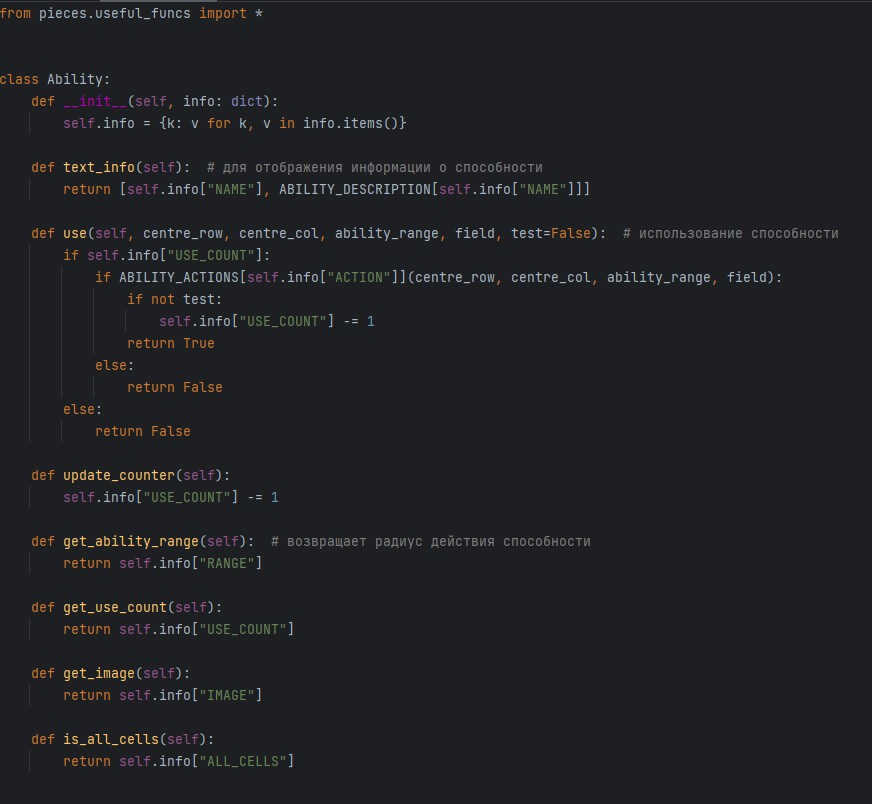 from pieces.useful_funcs import *
class Ability:
def __init__(self, info: dict):
self.info = {k: v for k, v in info.items()}
def text_info(self):  # для отображения информации о способности
return [self.info["NAME"], ABILITY_DESCRIPTION[self.info["NAME"]]]
def use(self, centre_row, centre_col, ability_range, field, test=False):  # использование способности
if self.info["USE_COUNT"]:
if ABILITY_ACTIONS[self.info["ACTION"]](centre_row, centre_col, ability_range, field):
if not test:
self.info["USE_COUNT"] -= 1
return True
else:
return False
else:
return False
def update_counter(self):
self.info["USE_COUNT"] -= 1
def get_ability_range(self):  # возвращает радиус действия способности
return self.info["RANGE"]
def get_use_count(self):
return self.info["USE_COUNT"]
def get_image(self):
return self.info["IMAGE"]
def is_all_cells(self):
return self.info["ALL_CELLS"]